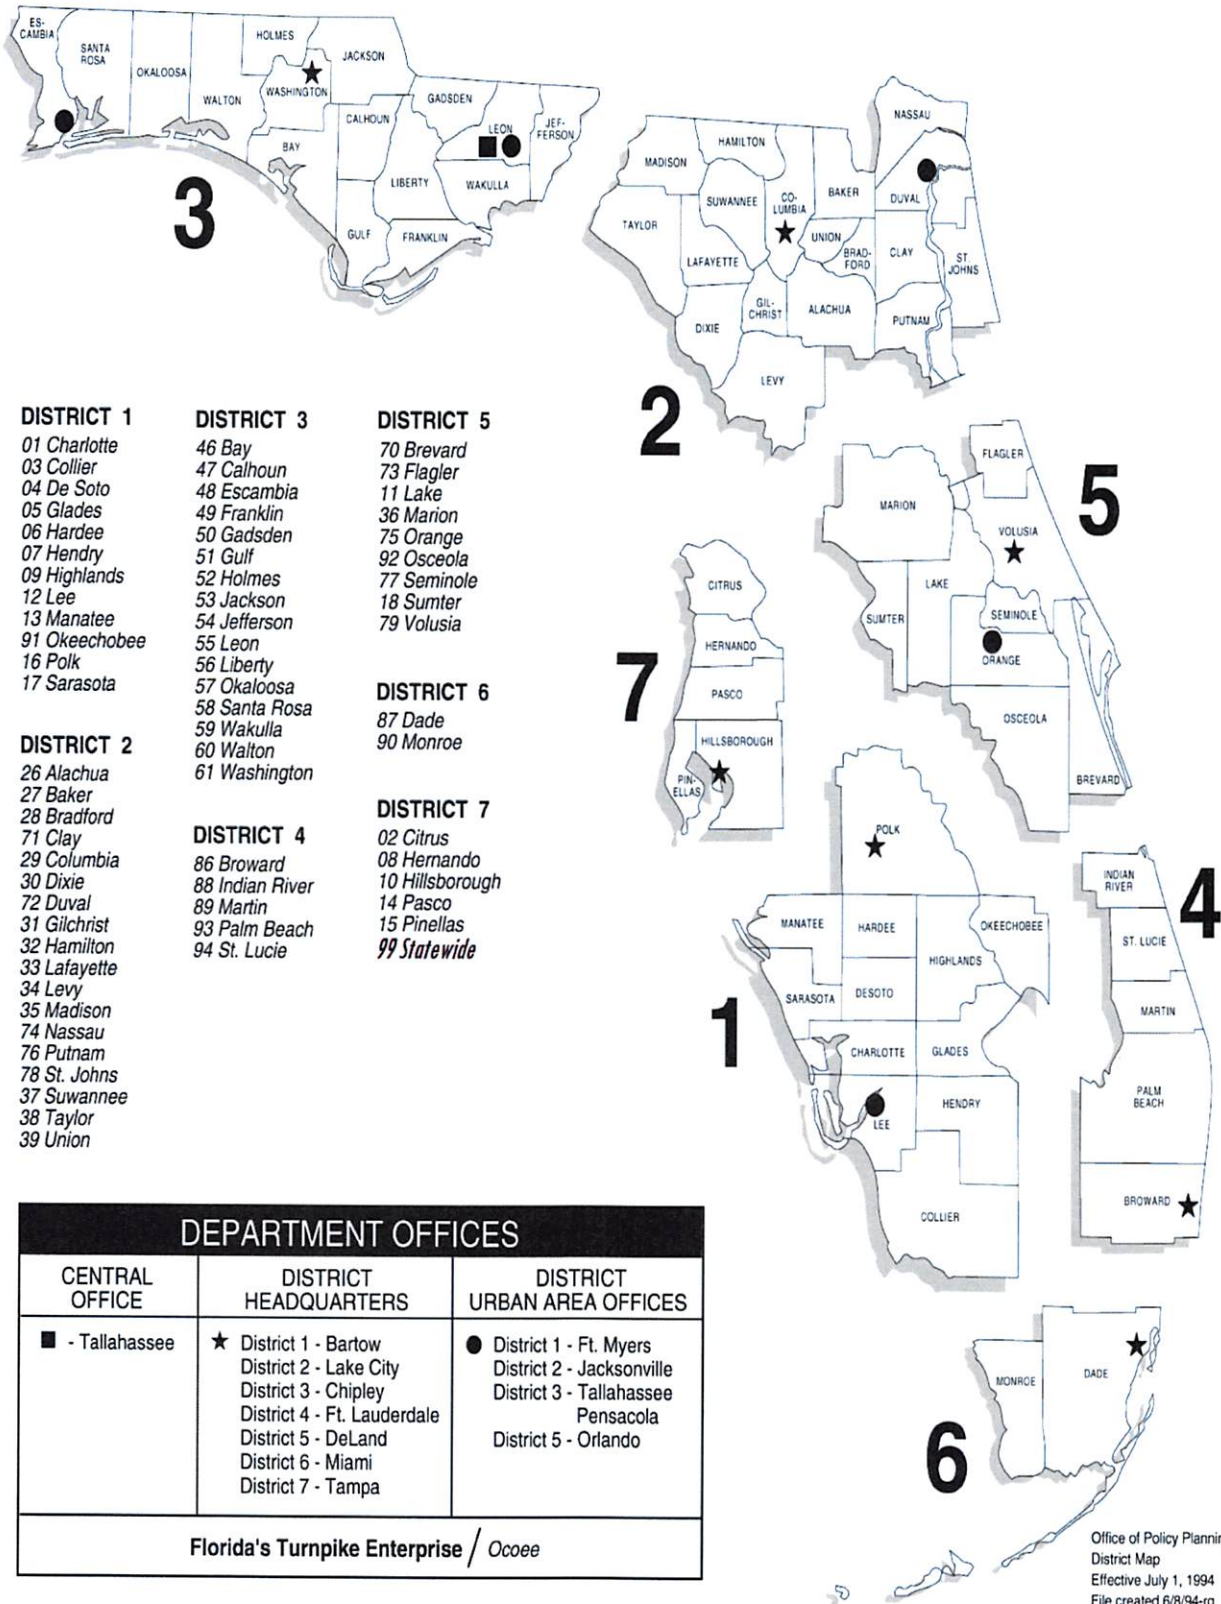 ES-
CAMBIA
SANTA
ROSA
OKALOOSA
WALTON
HOLMES
WASHINGTON
JACKSON
BAY
CALHOUN
GULF
LIBERTY
GADSDEN
LEON
JEF-
FERSON
WAKULLA
FRANKLIN
3
MADISON
HAMILTON
TAYLOR
SUWANNEE
CO-
LUMBIA
BAKER
NASSAU
DUVAL
LAFAYETTE
UNION
BRAD-
FORD
CLAY
ST.
JOHNS
DIXIE
GIL-
CHRIST
ALACHUA
PUTNAM
LEVY
2
DISTRICT 1
01 Charlotte
03 Collier
04 De Soto
05 Glades
06 Hardee
07 Hendry
09 Highlands
12 Lee
13 Manatee
91 Okeechobee
16 Polk
17 Sarasota
DISTRICT 2
26 Alachua
27 Baker
28 Bradford
71 Clay
29 Columbia
30 Dixie
72 Duval
31 Gilchrist
32 Hamilton
33 Lafayette
34 Levy
35 Madison
74 Nassau
76 Putnam
78 St. Johns
37 Suwannee
38 Taylor
39 Union
DISTRICT 3
46 Bay
47 Calhoun
48 Escambia
49 Franklin
50 Gadsden
51 Gulf
52 Holmes
53 Jackson
54 Jefferson
55 Leon
56 Liberty
57 Okaloosa
58 Santa Rosa
59 Wakulla
60 Walton
61 Washington
DISTRICT 4
86 Broward
88 Indian River
89 Martin
93 Palm Beach
94 St. Lucie
DISTRICT 5
70 Brevard
73 Flagler
11 Lake
36 Marion
75 Orange
92 Osceola
77 Seminole
18 Sumter
79 Volusia
DISTRICT 6
87 Dade
90 Monroe
DISTRICT 7
02 Citrus
08 Hernando
10 Hillsborough
14 Pasco
15 Pinellas
99 Statewide
FLAGLER
MARION
VOLUSIA
LAKE
SUMTER
SEMINOLE
ORANGE
OSCEOLA
BREVARD
5
CITRUS
HERNANDO
PASCO
HILLSBOROUGH
PIN-
ELLAS
7
POLK
MANATEE
HARDEE
OKEECHOBEE
HIGHLANDS
SARASOTA
DESOTO
CHARLOTTE
GLADES
LEE
HENDRY
COLLIER
1
INDIAN
RIVER
ST. LUCIE
MARTIN
PALM
BEACH
BROWARD
4
MONROE
DADE
6
DEPARTMENT OFFICES
CENTRAL
OFFICE
- Tallahassee
DISTRICT
HEADQUARTERS
District 1 - Bartow
District 2 - Lake City
District 3 - Chipley
District 4 - Ft. Lauderdale
District 5 - DeLand
District 6 - Miami
District 7 - Tampa
DISTRICT
URBAN AREA OFFICES
District 1 - Ft. Myers
District 2 - Jacksonville
District 3 - Tallahassee
Pensacola
District 5 - Orlando
Florida's Turnpike Enterprise / Ocoee
Office of Policy Plannin
District Map
Effective July 1, 1994
File created 6/8/94-rg